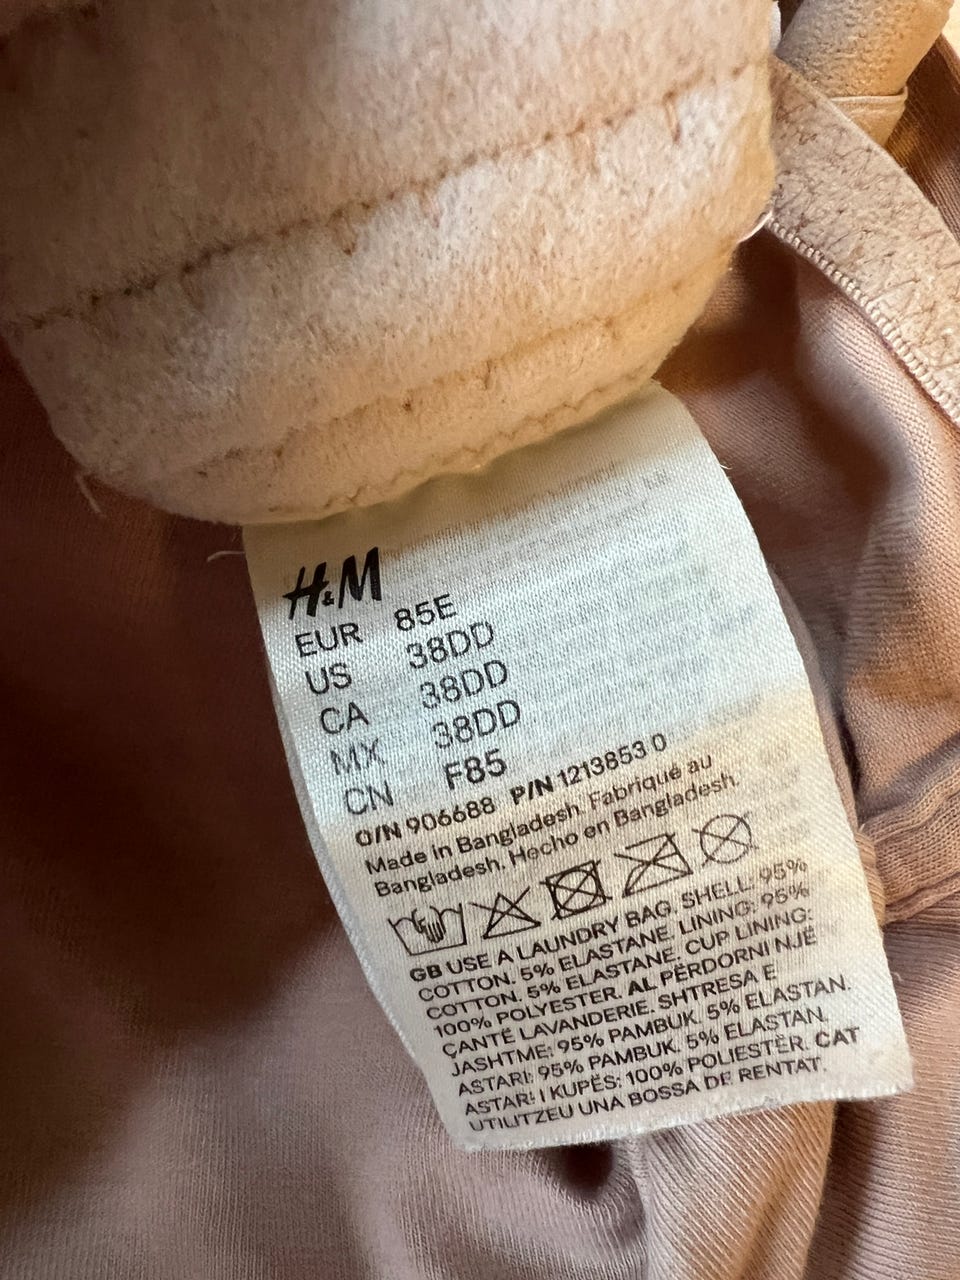 H&M
EUR 85E
US 38DD
CA 38DD
MX 38DD
CN F85
O/N 906688 P/N 1213853 0
Made in Bangladesh. Fabriqué au
Bangladesh. Hecho en Bangladesh.
GB USE A LAUNDRY BAG. SHELL: 95%
COTTON. 5% ELASTANE. LINING: 95%
COTTON. 5% ELASTANE. CUP LINING:
100% POLYESTER. AL PËRDORNI NJË
ÇANTË LAVANDERIE. SHTRESA E
JASHTME: 95% PAMBUK. 5% ELASTAN.
ASTARI: 95% PAMBUK. 5% ELASTAN.
ASTARI I KUPËS: 100% POLIESTËR. CAT
UTILITZEU UNA BOSSA DE RENTAT.